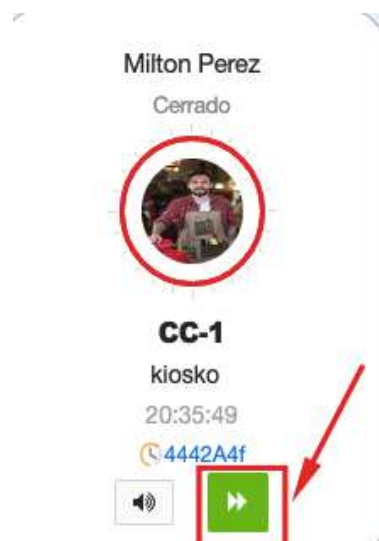 Milton Perez
Cerrado
CC-1
kiosko
20:35:49
4442A4f